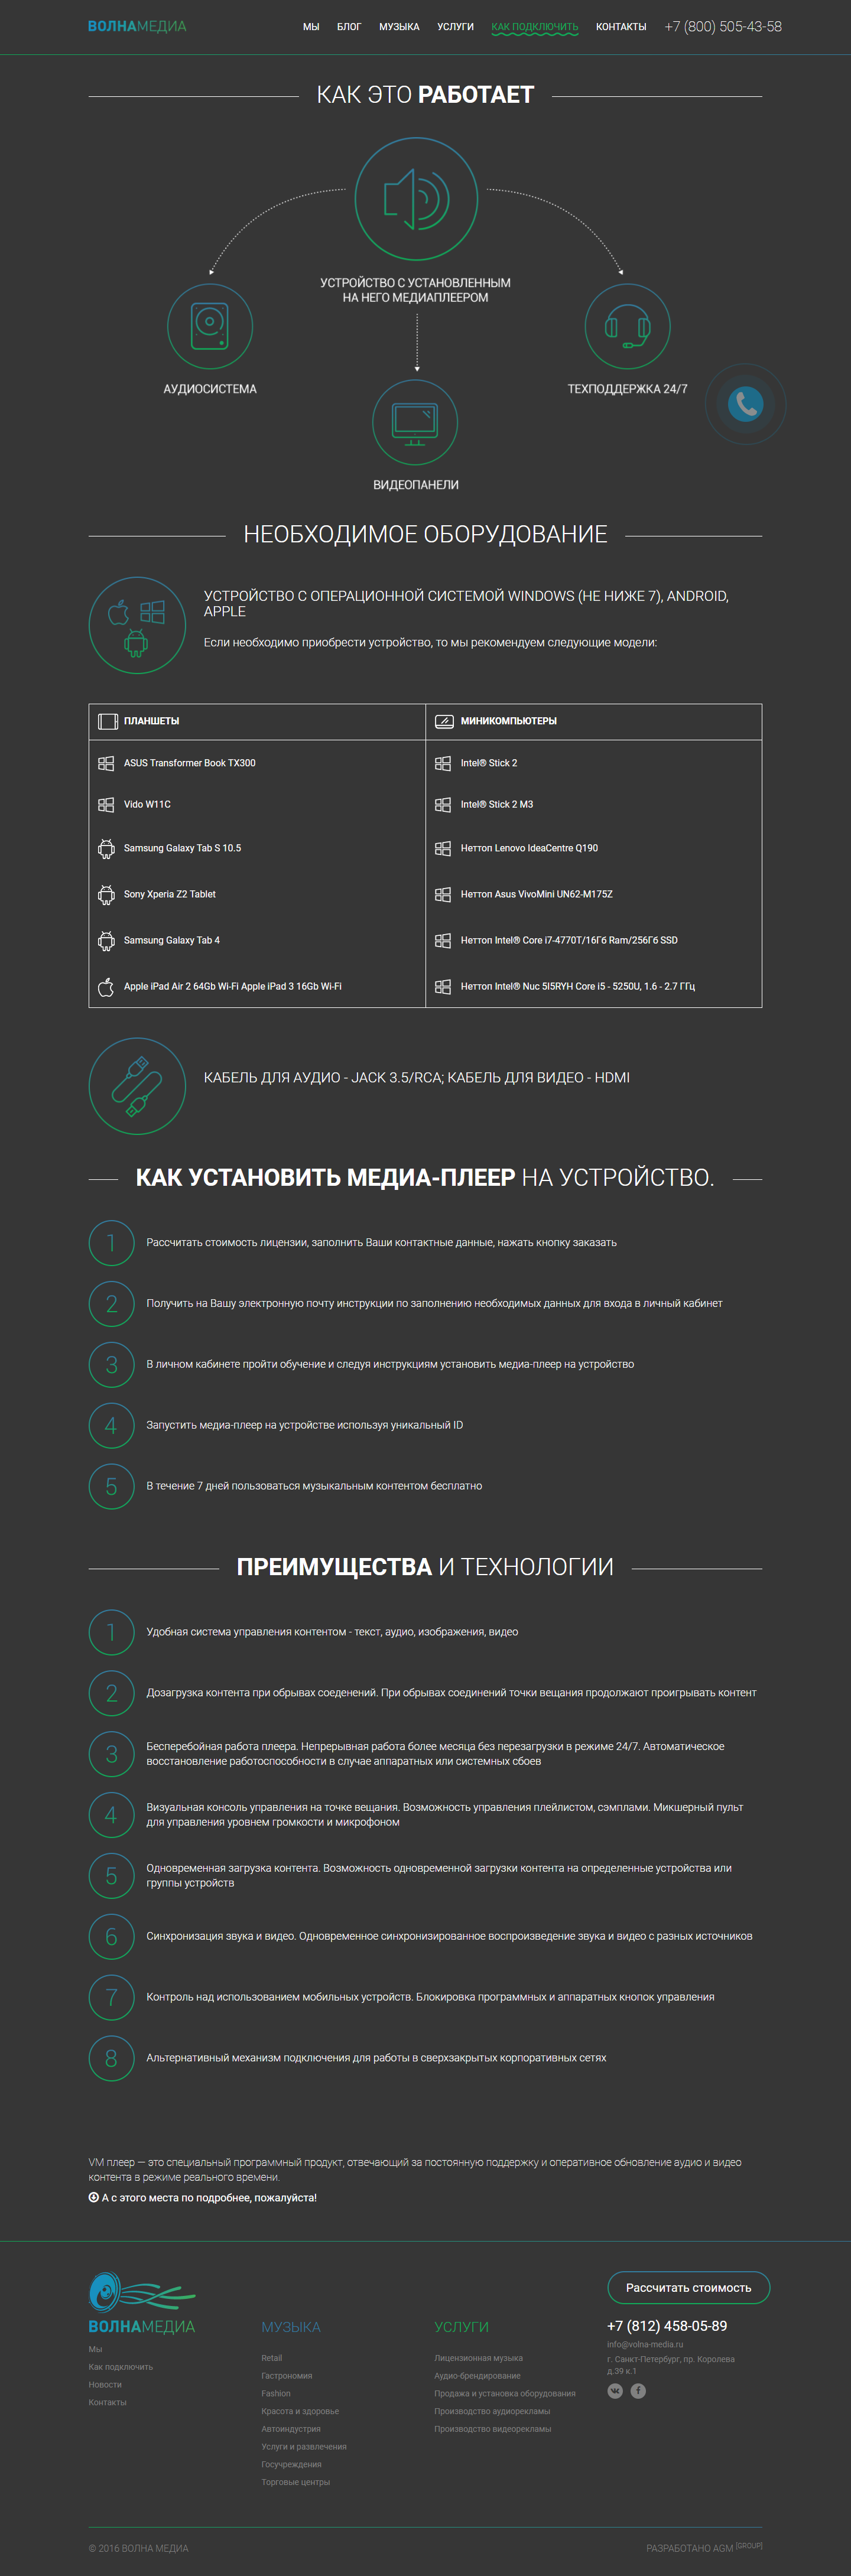 ВОЛНАМЕДИА
МЫ БЛОГ МУЗЫКА УСЛУГИ КАК ПОДКЛЮЧИТЬ КОНТАКТЫ +7 (800) 505-43-58
КАК ЭТО РАБОТАЕТ
УСТРОЙСТВО С УСТАНОВЛЕННЫМ
НА НЕГО МЕДИАПЛЕЕРОМ
АУДИОСИСТЕМА
ТЕХПОДДЕРЖКА 24/7
ВИДЕОПАНЕЛИ
НЕОБХОДИМОЕ ОБОРУДОВАНИЕ
УСТРОЙСТВО С ОПЕРАЦИОННОЙ СИСТЕМОЙ WINDOWS (НЕ НИЖЕ 7), ANDROID,
APPLE
Если необходимо приобрести устройство, то мы рекомендуем следующие модели:
ПЛАНШЕТЫ
МИНИКОМПЬЮТЕРЫ
ASUS Transformer Book TX300
Intel® Stick 2
Vido W11C
Intel® Stick 2 M3
Samsung Galaxy Tab S 10.5
Неттоп Lenovo IdeaCentre Q190
Sony Xperia Z2 Tablet
Неттоп Asus VivoMini UN62-M175Z
Samsung Galaxy Tab 4
Неттоп Intel® Core i7-4770T/16Гб Ram/256Гб SSD
Apple iPad Air 2 64Gb Wi-Fi Apple iPad 3 16Gb Wi-Fi
Неттоп Intel® Nuc 5I5RYH Core i5 - 5250U, 1.6 - 2.7 ГГц
КАБЕЛЬ ДЛЯ АУДИО - JACK 3.5/RCA; КАБЕЛЬ ДЛЯ ВИДЕО - HDMI
КАК УСТАНОВИТЬ МЕДИА-ПЛЕЕР НА УСТРОЙСТВО.
1 Рассчитать стоимость лицензии, заполнить Ваши контактные данные, нажать кнопку заказать
2 Получить на Вашу электронную почту инструкции по заполнению необходимых данных для входа в личный кабинет
3 В личном кабинете пройти обучение и следуя инструкциям установить медиа-плеер на устройство
4 Запустить медиа-плеер на устройстве используя уникальный ID
5 В течение 7 дней пользоваться музыкальным контентом бесплатно
ПРЕИМУЩЕСТВА И ТЕХНОЛОГИИ
1 Удобная система управления контентом - текст, аудио, изображения, видео
2 Дозагрузка контента при обрывах соеденений. При обрывах соединений точки вещания продолжают проигрывать контент
3 Бесперебойная работа плеера. Непрерывная работа более месяца без перезагрузки в режиме 24/7. Автоматическое
восстановление работоспособности в случае аппаратных или системных сбоев
4 Визуальная консоль управления на точке вещания. Возможность управления плейлистом, сэмплами. Микшерный пульт
для управления уровнем громкости и микрофоном
5 Одновременная загрузка контента. Возможность одновременной загрузки контента на определенные устройства или
группы устройств
6 Синхронизация звука и видео. Одновременное синхронизированное воспроизведение звука и видео с разных источников
7 Контроль над использованием мобильных устройств. Блокировка программных и аппаратных кнопок управления
8 Альтернативный механизм подключения для работы в сверхзакрытых корпоративных сетях
VM плеер — это специальный программный продукт, отвечающий за постоянную поддержку и оперативное обновление аудио и видео
контента в режиме реального времени.
А с этого места по подробнее, пожалуйста!
ВОЛНАМЕДИА
Мы
Как подключить
Новости
Контакты
МУЗЫКА
Retail
Гастрономия
Fashion
Красота и здоровье
Автоиндустрия
Услуги и развлечения
Госучреждения
Торговые центры
УСЛУГИ
Лицензионная музыка
Аудио-брендирование
Продажа и установка оборудования
Производство аудиорекламы
Производство видеорекламы
Рассчитать стоимость
+7 (812) 458-05-89
info@volna-media.ru
г. Санкт-Петербург, пр. Королева
д.39 к.1
© 2016 ВОЛНА МЕДИА
РАЗРАБОТАНО AGM [GROUP]